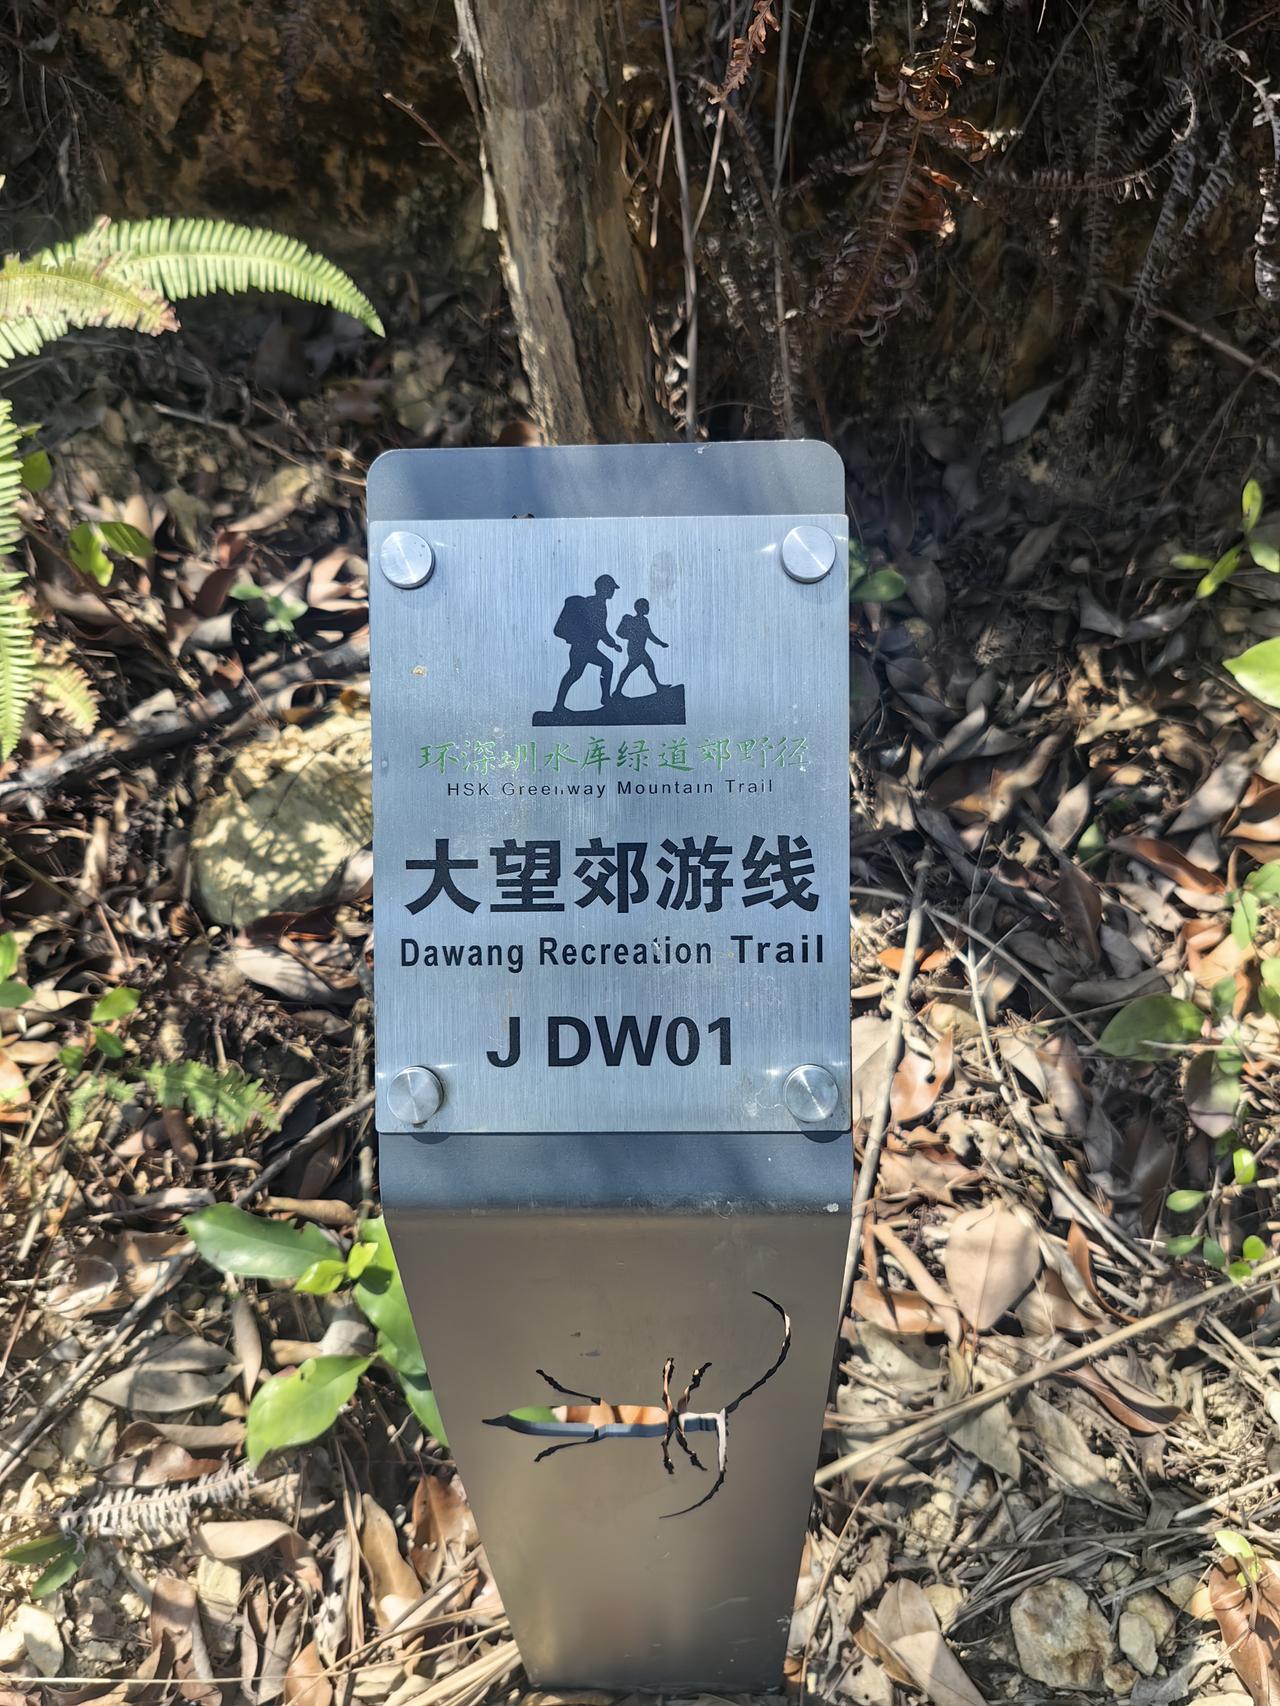 环深圳水库绿道郊野径
HSK Greenway Mountain Trail
大望郊游线
Dawang Recreation Trail
J DW01